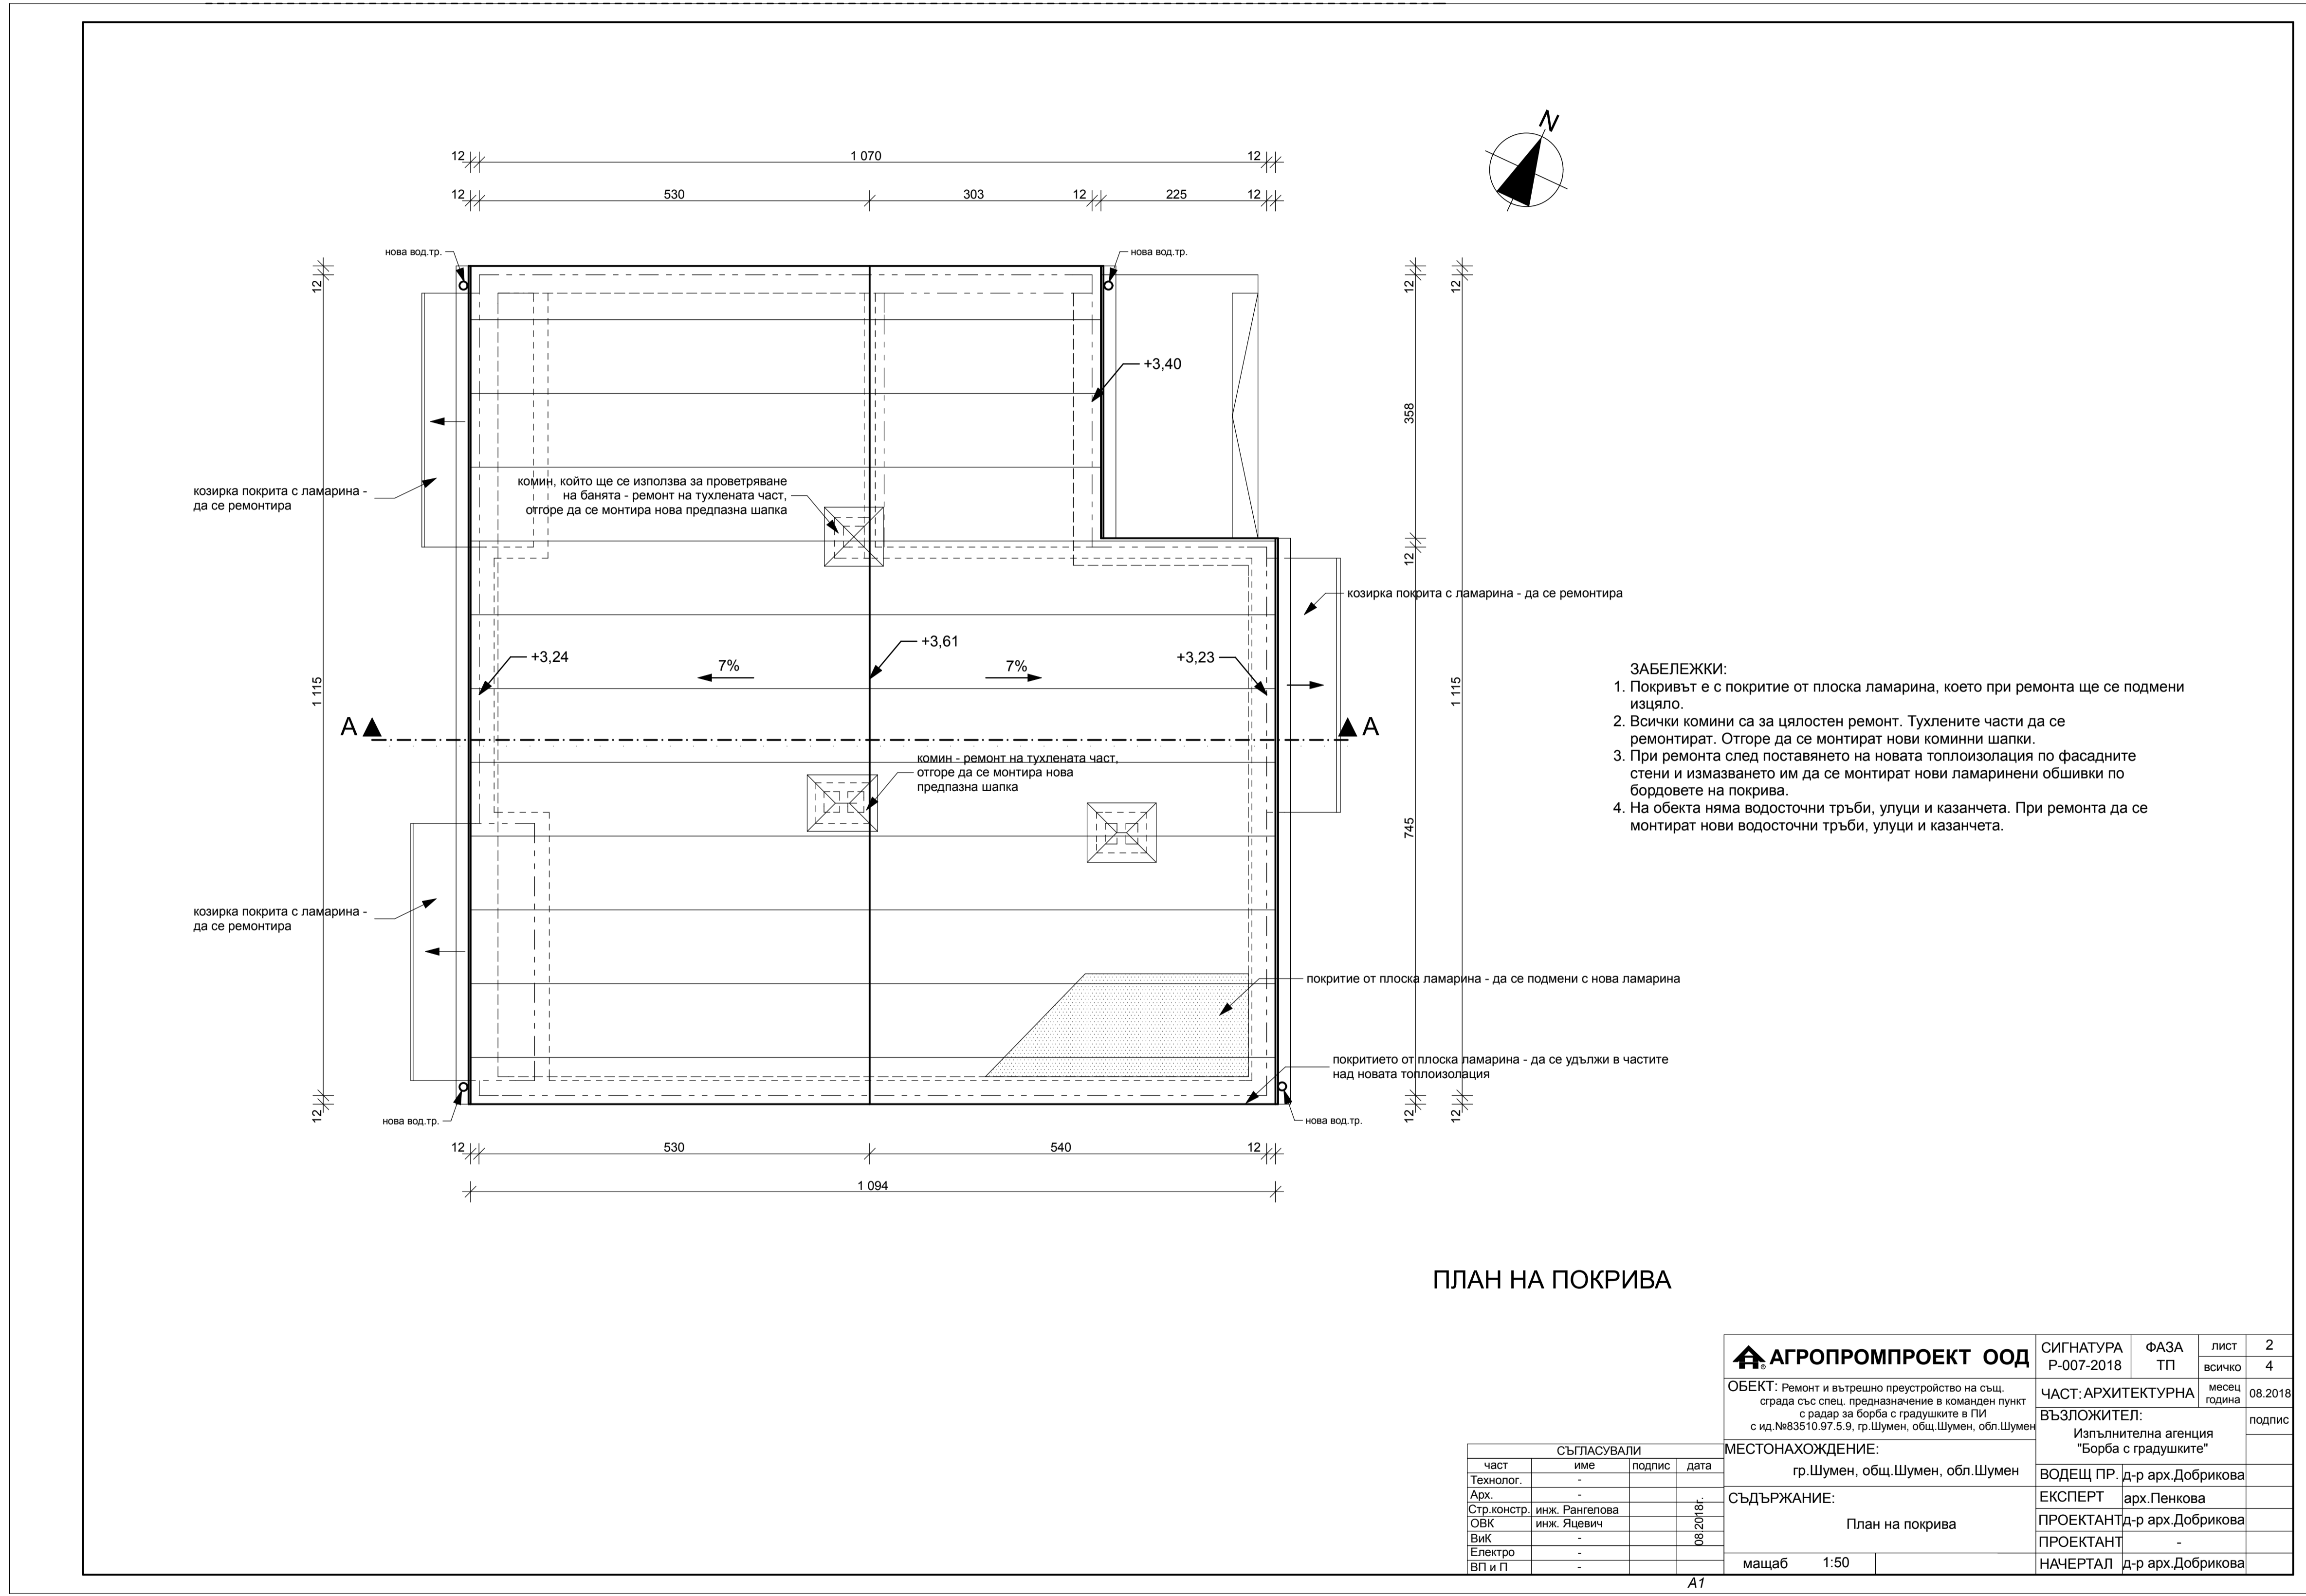 N
12
1 070
12
12
530
303
12
225
12
нова вод.тр.
нова вод.тр.
12
12
12
+3,40
358
козирка покрита с ламарина -
да се ремонтира
комин, който ще се използва за проветряване
на банята - ремонт на тухлената част,
отгоре да се монтира нова предпазна шапка
12
козирка покрита с ламарина - да се ремонтира
+3,24
+3,61
+3,23
7%
7%
1 115
1 115
A
A
комин - ремонт на тухлената част,
отгоре да се монтира нова
предпазна шапка
745
ЗАБЕЛЕЖКИ:
1. Покривът е с покритие от плоска ламарина, което при ремонта ще се подмени
изцяло.
2. Всички комини са за цялостен ремонт. Тухлените части да се
ремонтират. Отгоре да се монтират нови коминни шапки.
3. При ремонта след поставянето на новата топлоизолация по фасадните
стени и измазването им да се монтират нови ламаринени обшивки по
бордовете на покрива.
4. На обекта няма водосточни тръби, улуци и казанчета. При ремонта да се
монтират нови водосточни тръби, улуци и казанчета.
козирка покрита с ламарина -
да се ремонтира
покритие от плоска ламарина - да се подмени с нова ламарина
покритието от плоска ламарина - да се удължи в частите
над новата топлоизолация
12
12
12
нова вод.тр.
нова вод.тр.
12
530
540
12
1 094
ПЛАН НА ПОКРИВА
АГРОПРОМПРОЕКТ ООД
®
СИГНАТУРА
Р-007-2018
ФАЗА
ТП
лист
2
всичко
4
ОБЕКТ: Ремонт и вътрешно преустройство на същ.
сграда със спец. предназначение в команден пункт
с радар за борба с градушките в ПИ
с ид.№83510.97.5.9, гр.Шумен, общ.Шумен, обл.Шумен
ЧАСТ: АРХИТЕКТУРНА
месец
година
08.2018
ВЪЗЛОЖИТЕЛ:
Изпълнителна агенция
"Борба с градушките"
подпис
МЕСТОНАХОЖДЕНИЕ:
гр.Шумен, общ.Шумен, обл.Шумен
ВОДЕЩ ПР. д-р арх.Добрикова
СЪДЪРЖАНИЕ:
План на покрива
ЕКСПЕРТ арх.Пенкова
ПРОЕКТАНТ д-р арх.Добрикова
ПРОЕКТАНТ -
мащаб 1:50
НАЧЕРТАЛ д-р арх.Добрикова
СЪГЛАСУВАЛИ
част име подпис дата
Технолог. -
Арх. -
Стр.констр. инж. Рангелова
ОВК инж. Яцевич
ВиК -
Електро -
ВП и П -
08.2018г.
A1